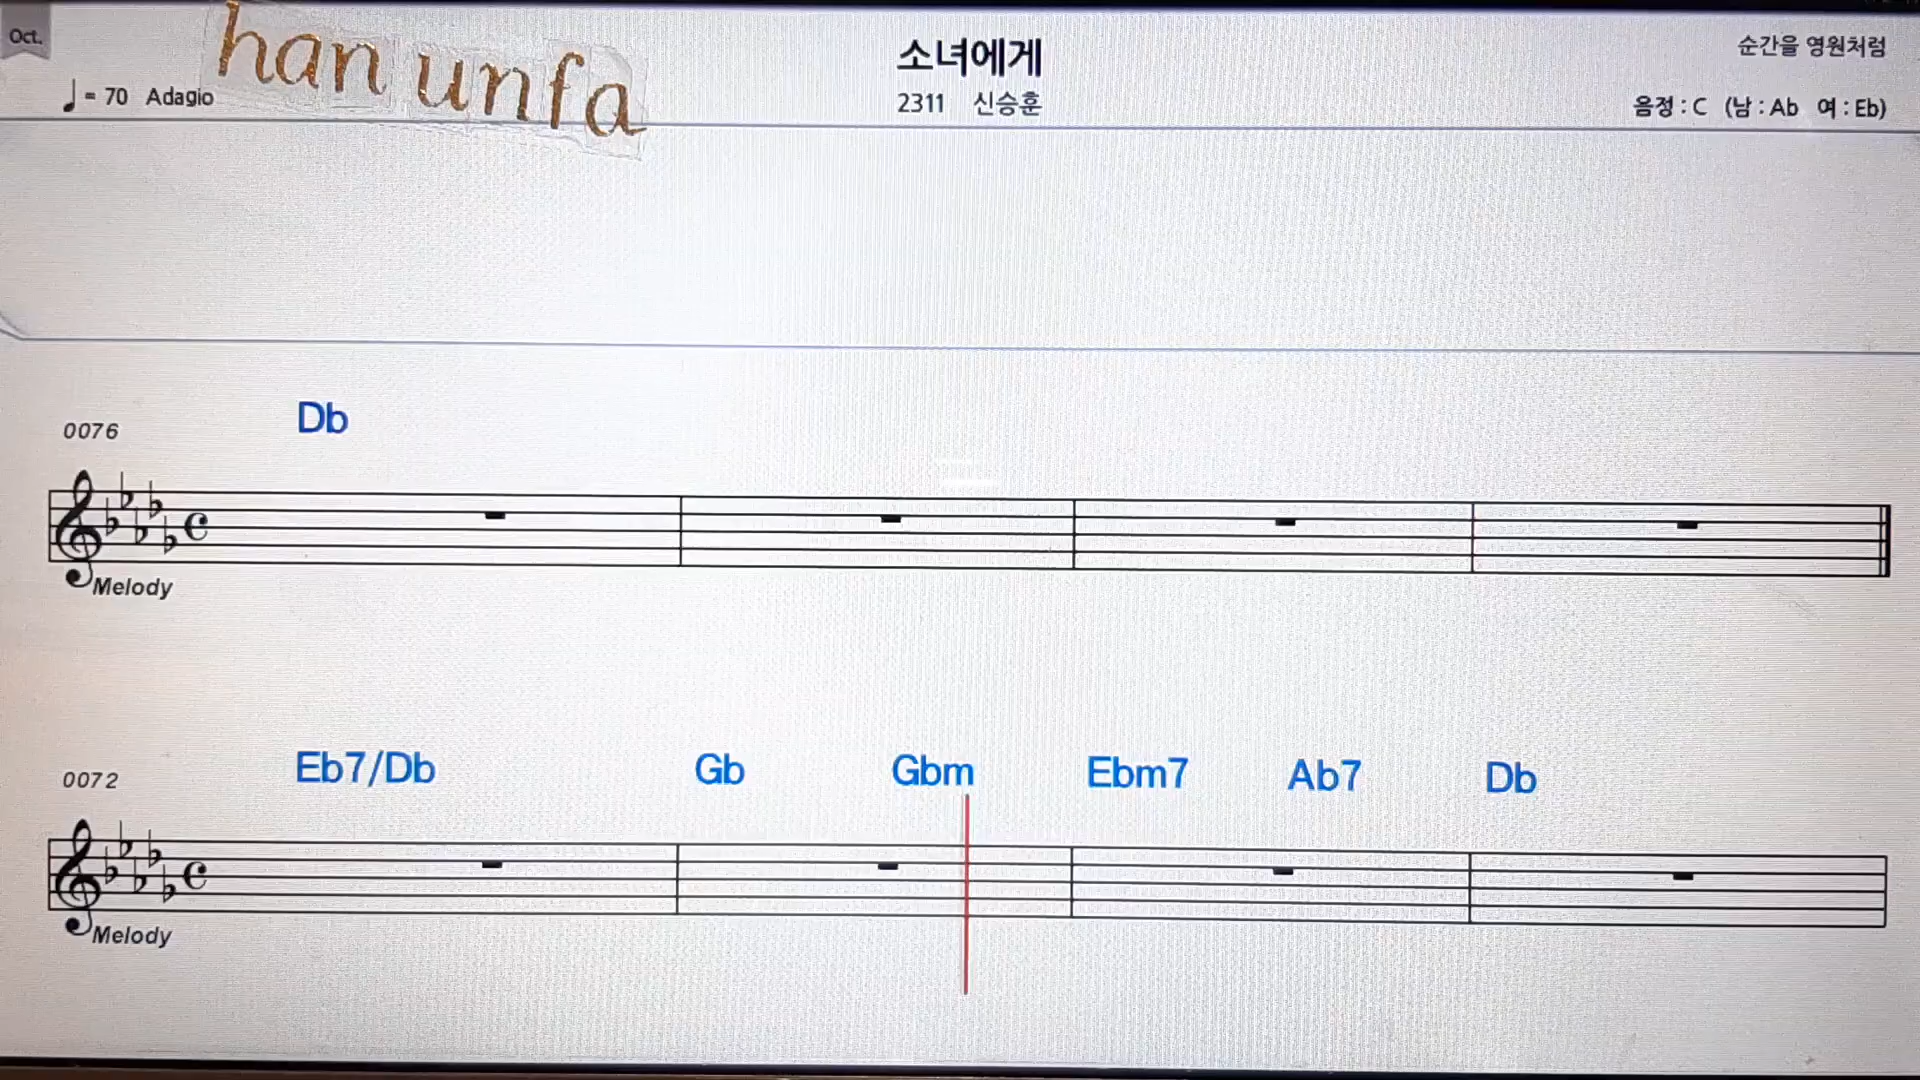 Oct.
han unfa
소녀에게
순간을 영원처럼
♩= 70 Adagio
2311 신승훈
음정 : C (남 : Ab 여 : Eb)
0076
Db
Melody
0072
Eb7/Db Gb Gbm Ebm7 Ab7 Db
Melody